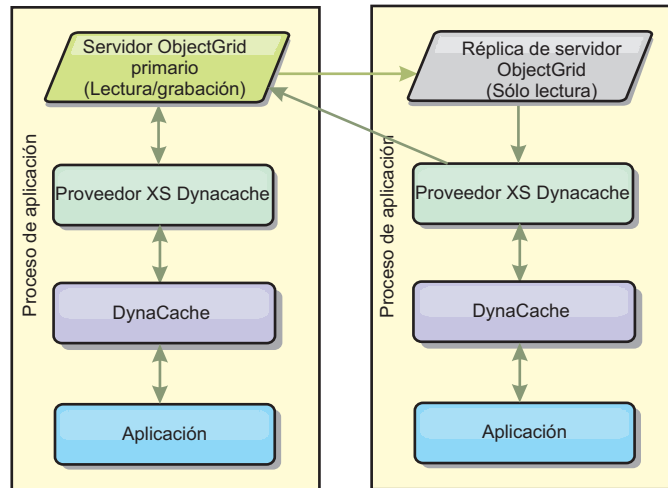 Proceso de aplicación
Servidor ObjectGrid
primario
(Lectura/grabación)
Proveedor XS Dynacache
DynaCache
Aplicación
Proceso de aplicación
Réplica de servidor
ObjectGrid
(Sólo lectura)
Proveedor XS Dynacache
DynaCache
Aplicación